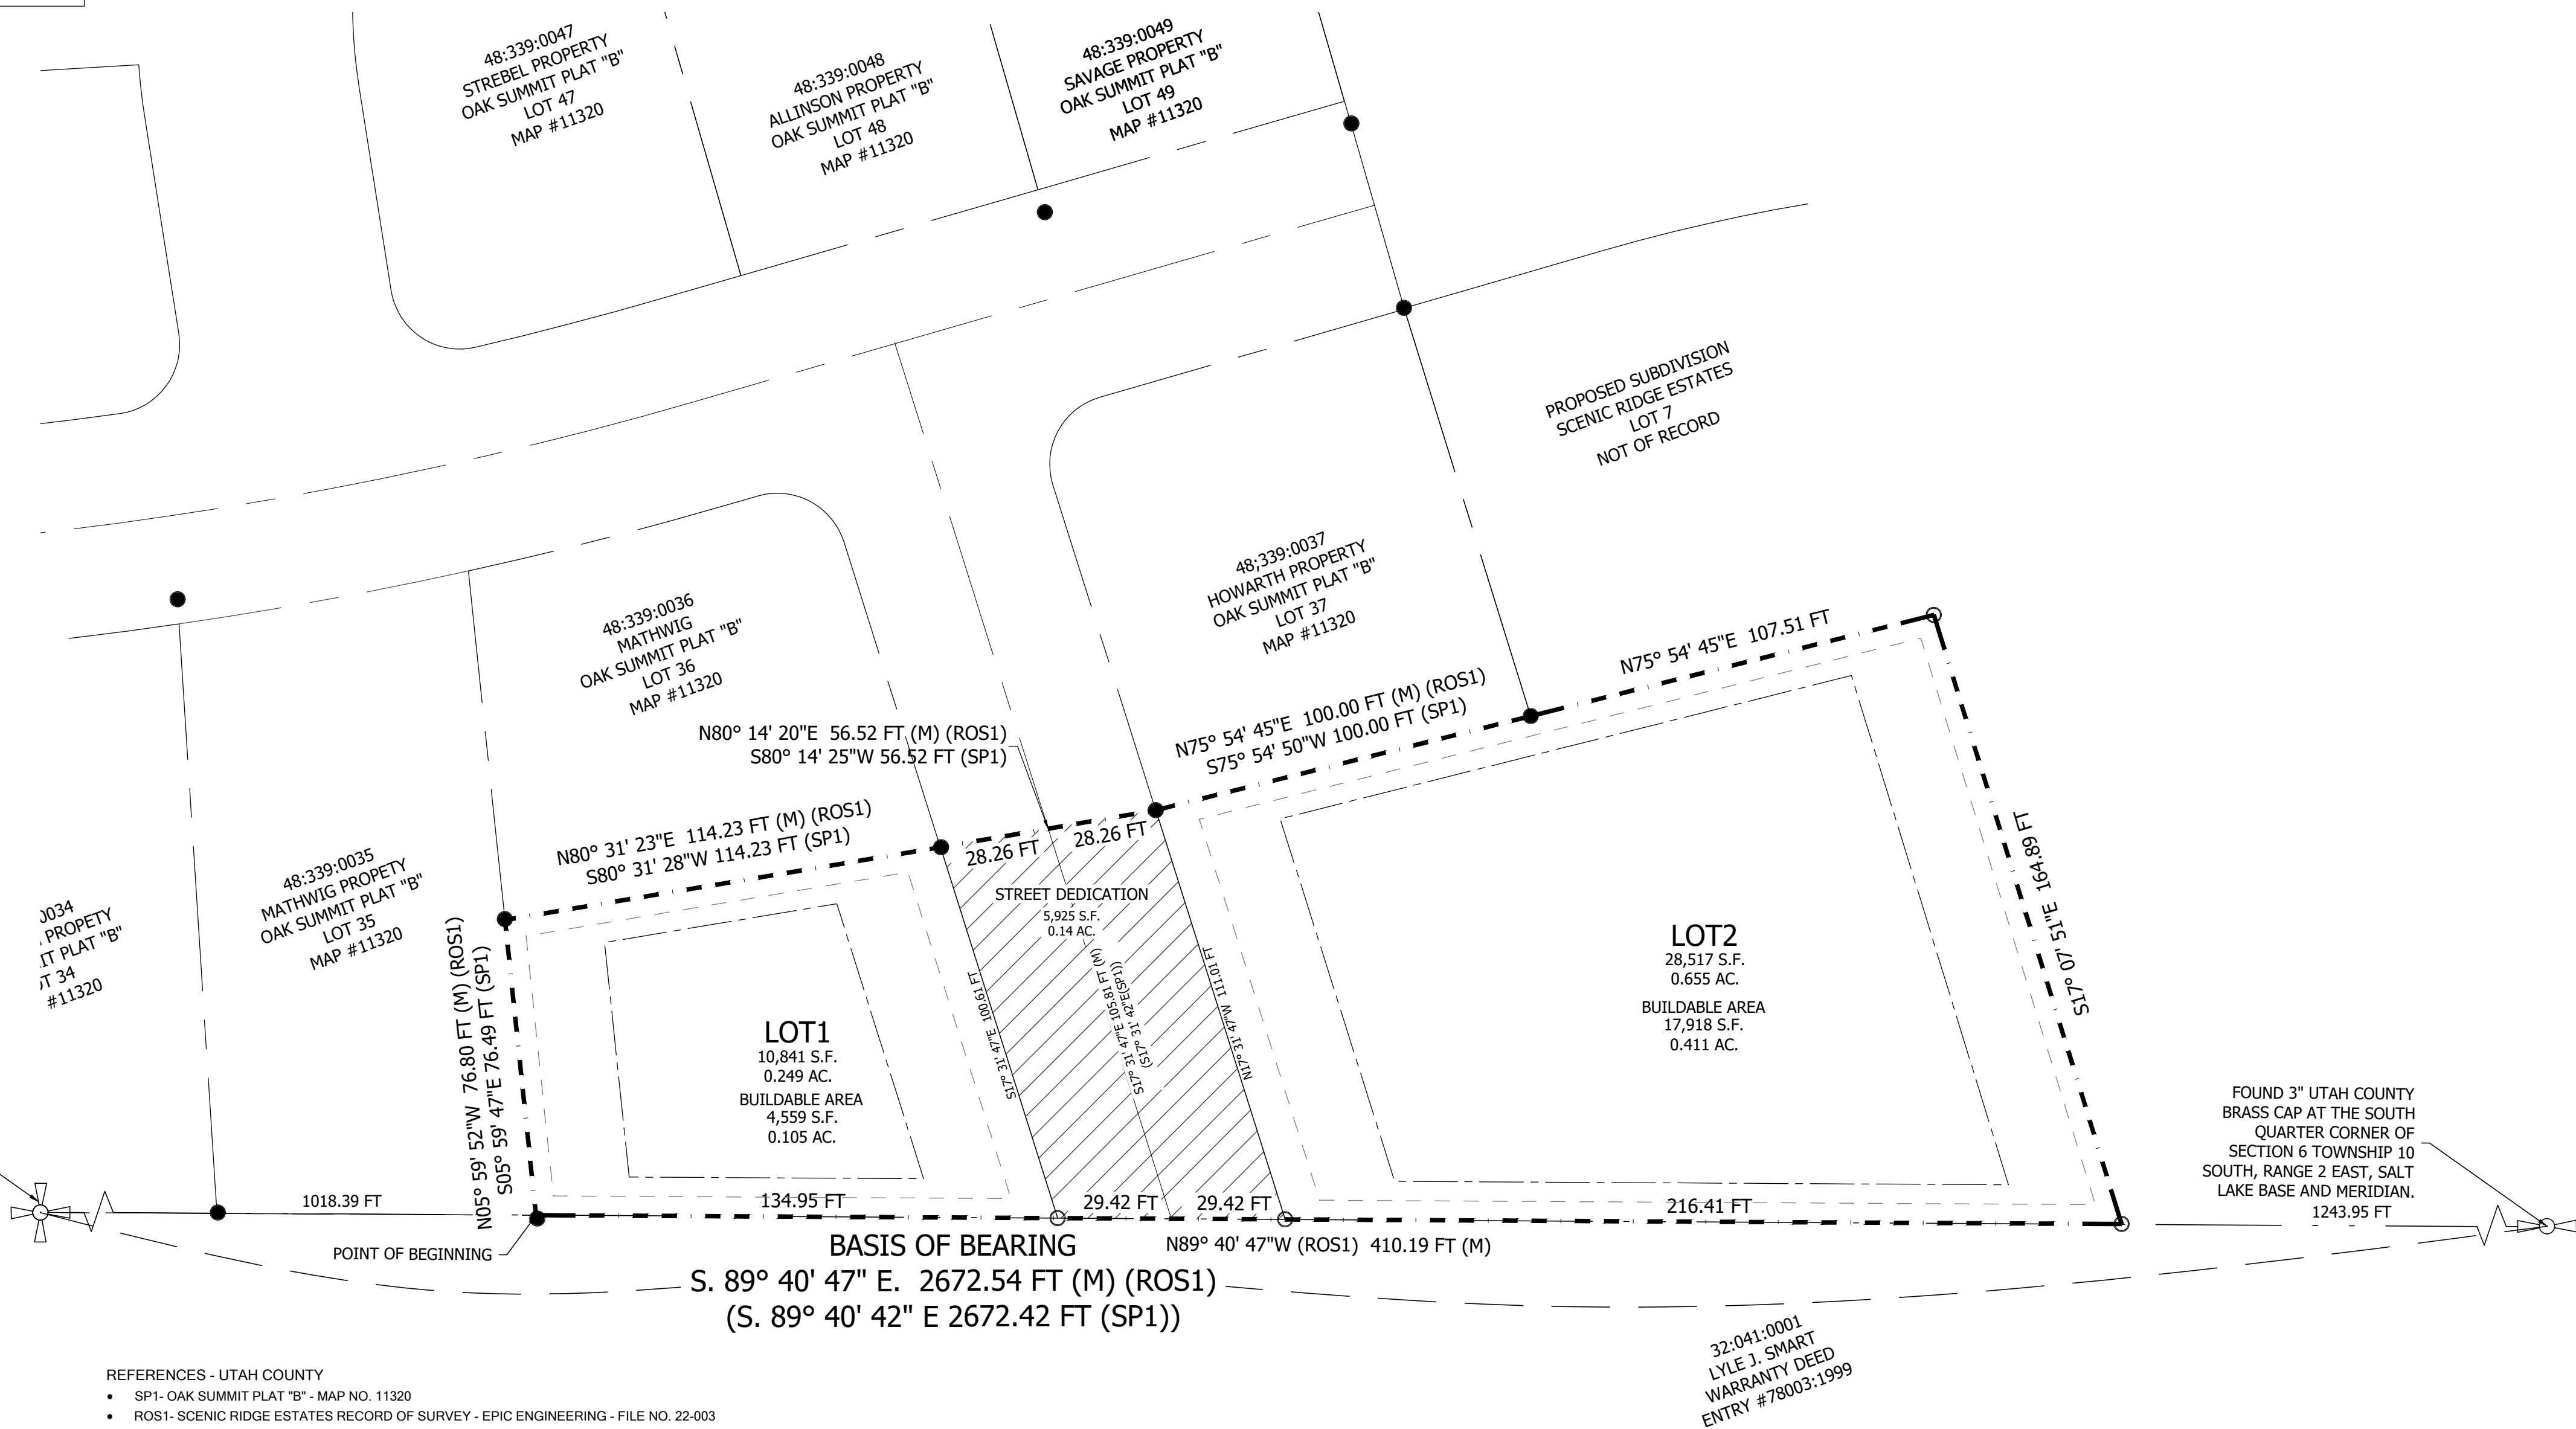 48:339:0047
STREBEL PROPERTY
OAK SUMMIT PLAT "B"
LOT 47
MAP #11320
48:339:0048
ALLINSON PROPERTY
OAK SUMMIT PLAT "B"
LOT 48
MAP #11320
48:339:0049
SAVAGE PROPERTY
OAK SUMMIT PLAT "B"
LOT 49
MAP #11320
PROPOSED SUBDIVISION
SCENIC RIDGE ESTATES
LOT 7
NOT OF RECORD
48:339:0036
MATHWIG
OAK SUMMIT PLAT "B"
LOT 36
MAP #11320
48;339:0037
HOWARTH PROPERTY
OAK SUMMIT PLAT "B"
LOT 37
MAP #11320
N75° 54' 45"E 107.51 FT
N75° 54' 45"E 100.00 FT (M) (ROS1)
S75° 54' 50"W 100.00 FT (SP1)
N80° 14' 20"E 56.52 FT (M) (ROS1)
S80° 14' 25"W 56.52 FT (SP1)
N80° 31' 23"E 114.23 FT (M) (ROS1)
S80° 31' 28"W 114.23 FT (SP1)
28.26 FT
28.26 FT
48:339:0035
MATHWIG PROPETY
OAK SUMMIT PLAT "B"
LOT 35
MAP #11320
0034
PROPETY
IT PLAT "B"
OT 34
#11320
N05° 59' 52"W 76.80 FT (M) (ROS1)
S05° 59' 47"E 76.49 FT (SP1)
STREET DEDICATION
5,925 S.F.
0.14 AC.
S17° 31' 47"E 100.61 FT
S17° 31' 47"E 105.81 FT (M)
(S17° 31' 42"E(SP1))
N17° 31' 47"W 111.01 FT
LOT1
10,841 S.F.
0.249 AC.
BUILDABLE AREA
4,559 S.F.
0.105 AC.
LOT2
28,517 S.F.
0.655 AC.
BUILDABLE AREA
17,918 S.F.
0.411 AC.
S17° 07' 51"E 164.89 FT
FOUND 3" UTAH COUNTY
BRASS CAP AT THE SOUTH
QUARTER CORNER OF
SECTION 6 TOWNSHIP 10
SOUTH, RANGE 2 EAST, SALT
LAKE BASE AND MERIDIAN.
1243.95 FT
1018.39 FT
134.95 FT
29.42 FT
29.42 FT
216.41 FT
POINT OF BEGINNING
N89° 40' 47"W (ROS1) 410.19 FT (M)
BASIS OF BEARING
S. 89° 40' 47" E. 2672.54 FT (M) (ROS1)
(S. 89° 40' 42" E 2672.42 FT (SP1))
32:041:0001
LYLE J. SMART
WARRANTY DEED
ENTRY #78003:1999
REFERENCES - UTAH COUNTY
• SP1- OAK SUMMIT PLAT "B" - MAP NO. 11320
• ROS1- SCENIC RIDGE ESTATES RECORD OF SURVEY - EPIC ENGINEERING - FILE NO. 22-003